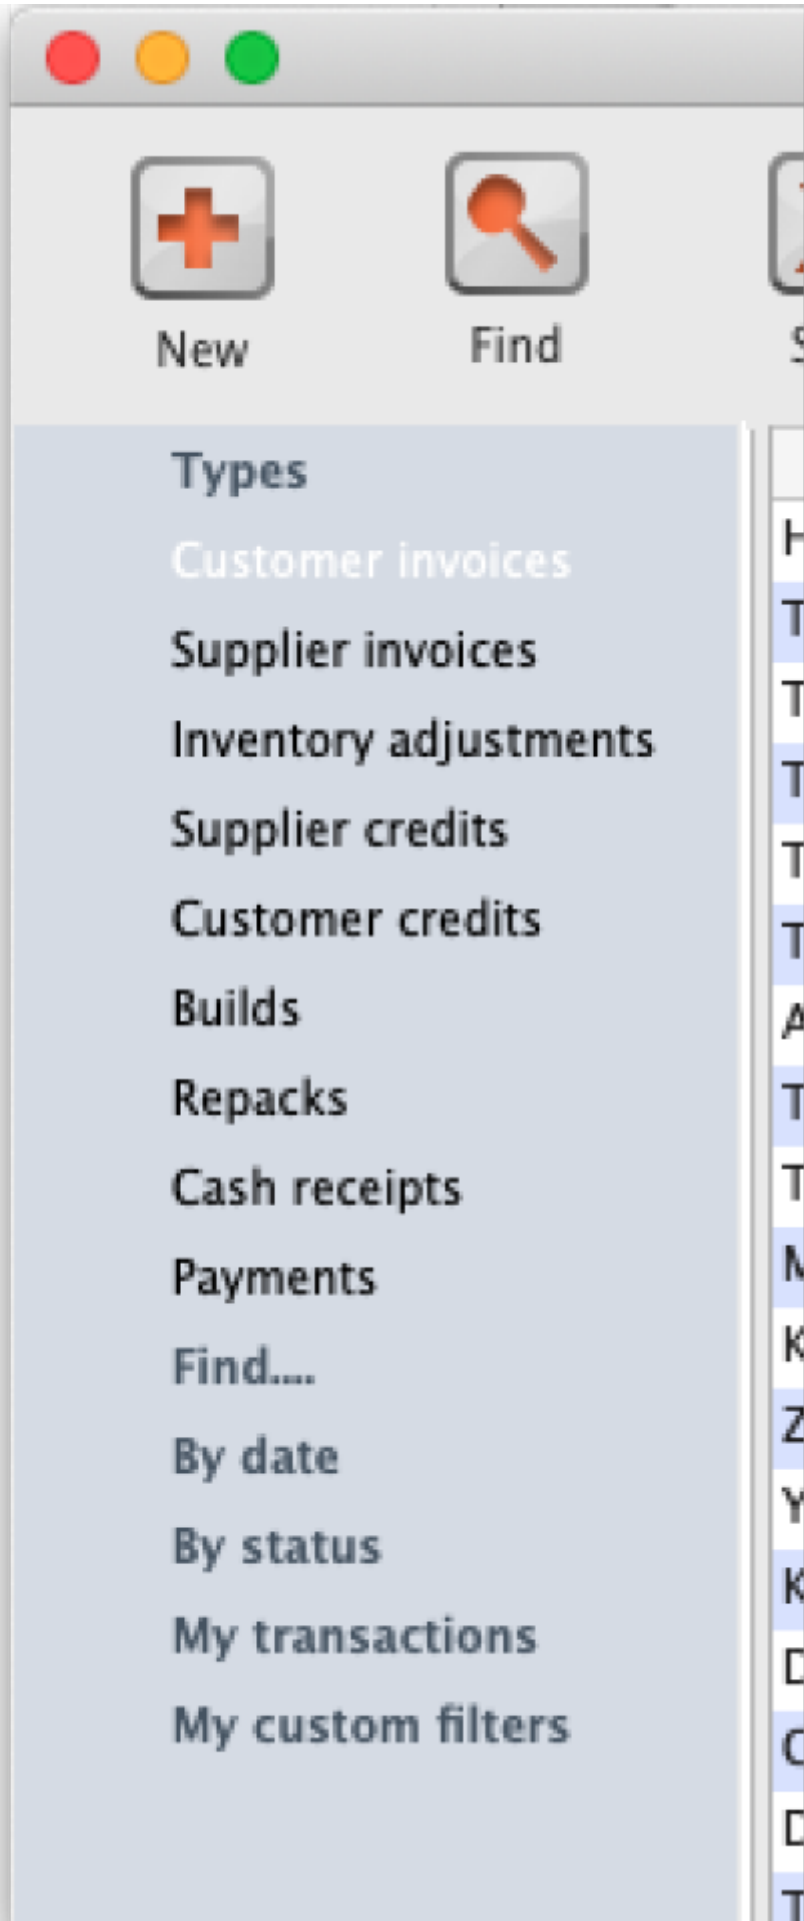 New
Find
Types
Customer invoices
Supplier invoices
Inventory adjustments
Supplier credits
Customer credits
Builds
Repacks
Cash receipts
Payments
Find....
By date
By status
My transactions
My custom filters